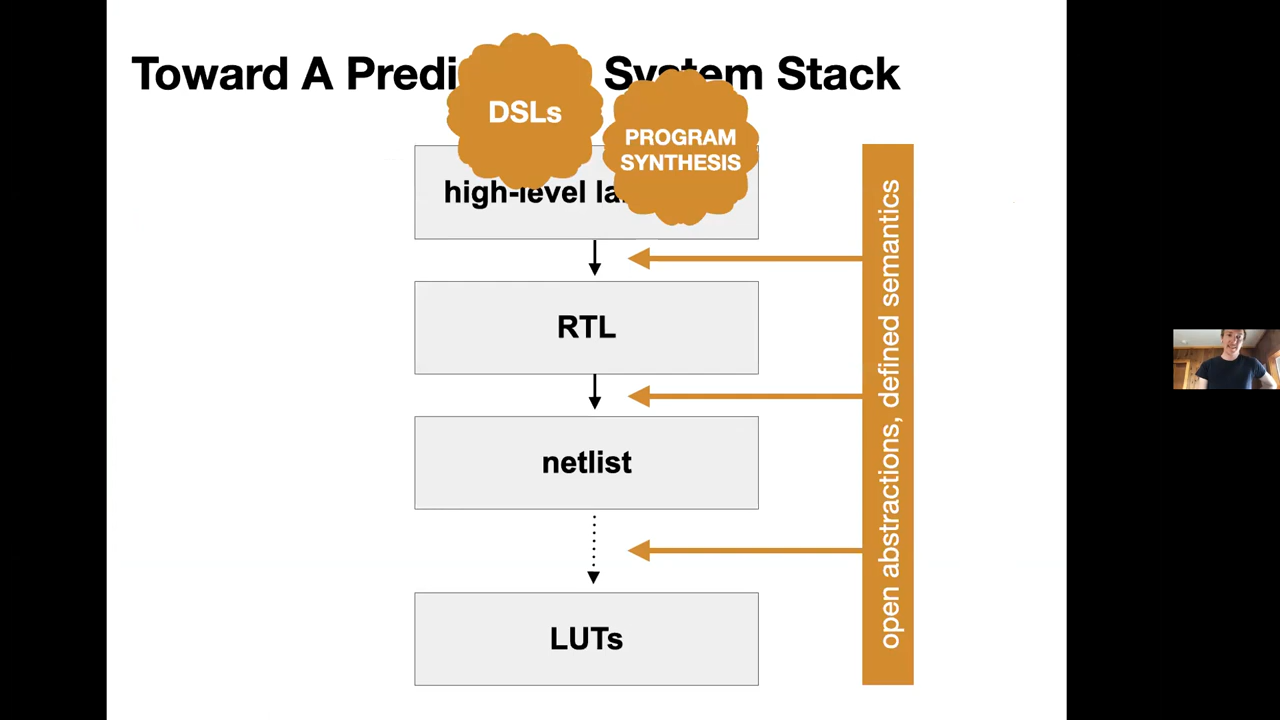 Toward A Predi System Stack
DSLs
PROGRAM
SYNTHESIS
high-level la
RTL
netlist
LUTs
open abstractions, defined semantics